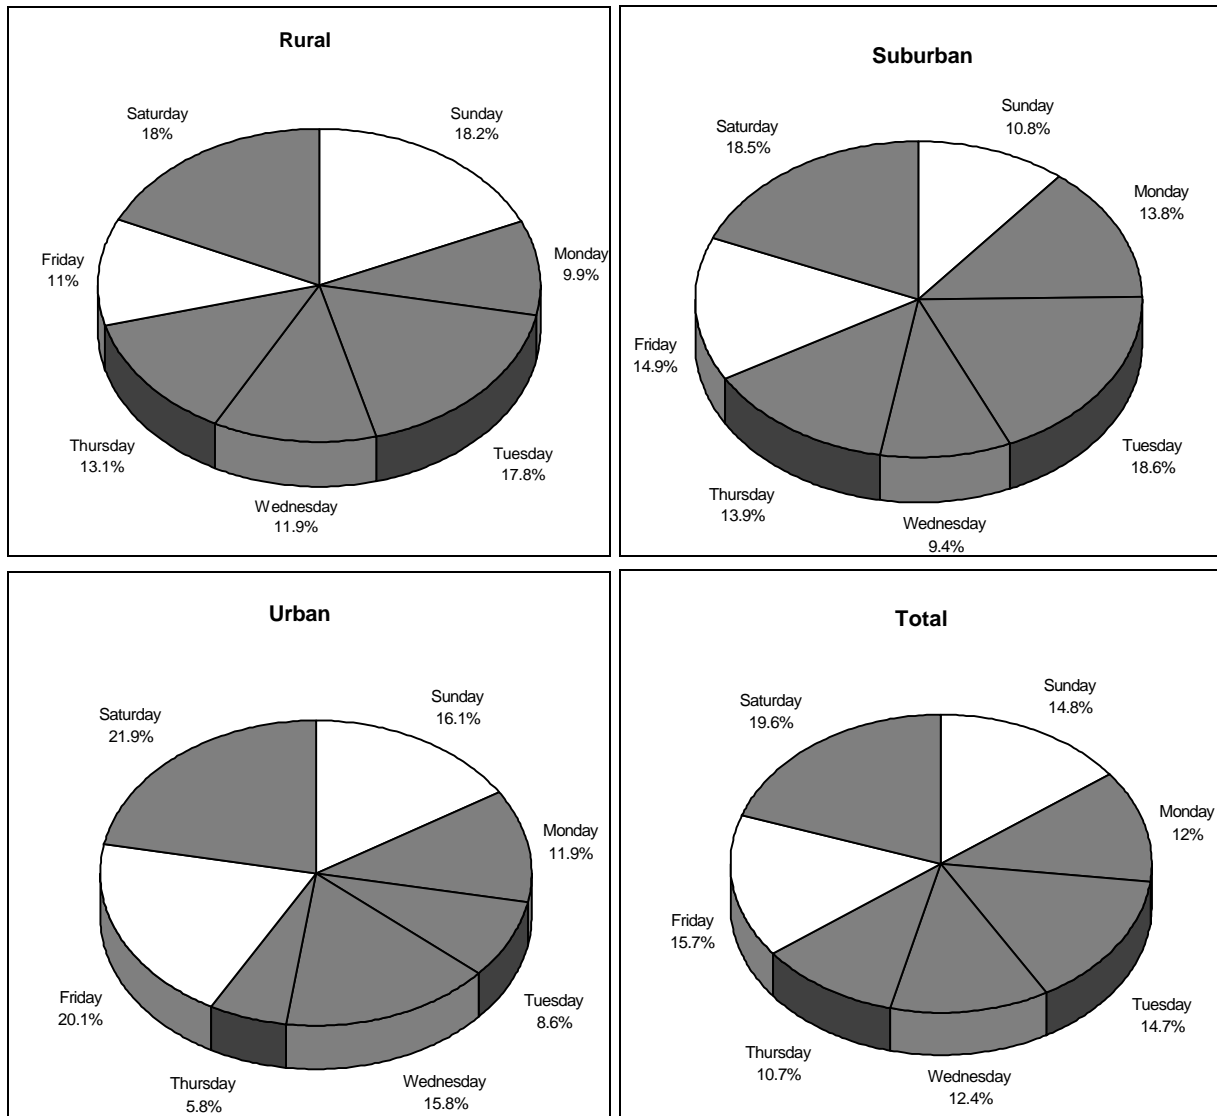 Rural
Saturday
18%
Sunday
18.2%
Friday
11%
Monday
9.9%
Thursday
13.1%
Tuesday
17.8%
Wednesday
11.9%
Suburban
Sunday
10.8%
Saturday
18.5%
Monday
13.8%
Friday
14.9%
Tuesday
18.6%
Thursday
13.9%
Wednesday
9.4%
Urban
Sunday
16.1%
Saturday
21.9%
Monday
11.9%
Friday
20.1%
Tuesday
8.6%
Thursday
5.8%
Wednesday
15.8%
Total
Sunday
14.8%
Saturday
19.6%
Monday
12%
Friday
15.7%
Tuesday
14.7%
Thursday
10.7%
Wednesday
12.4%